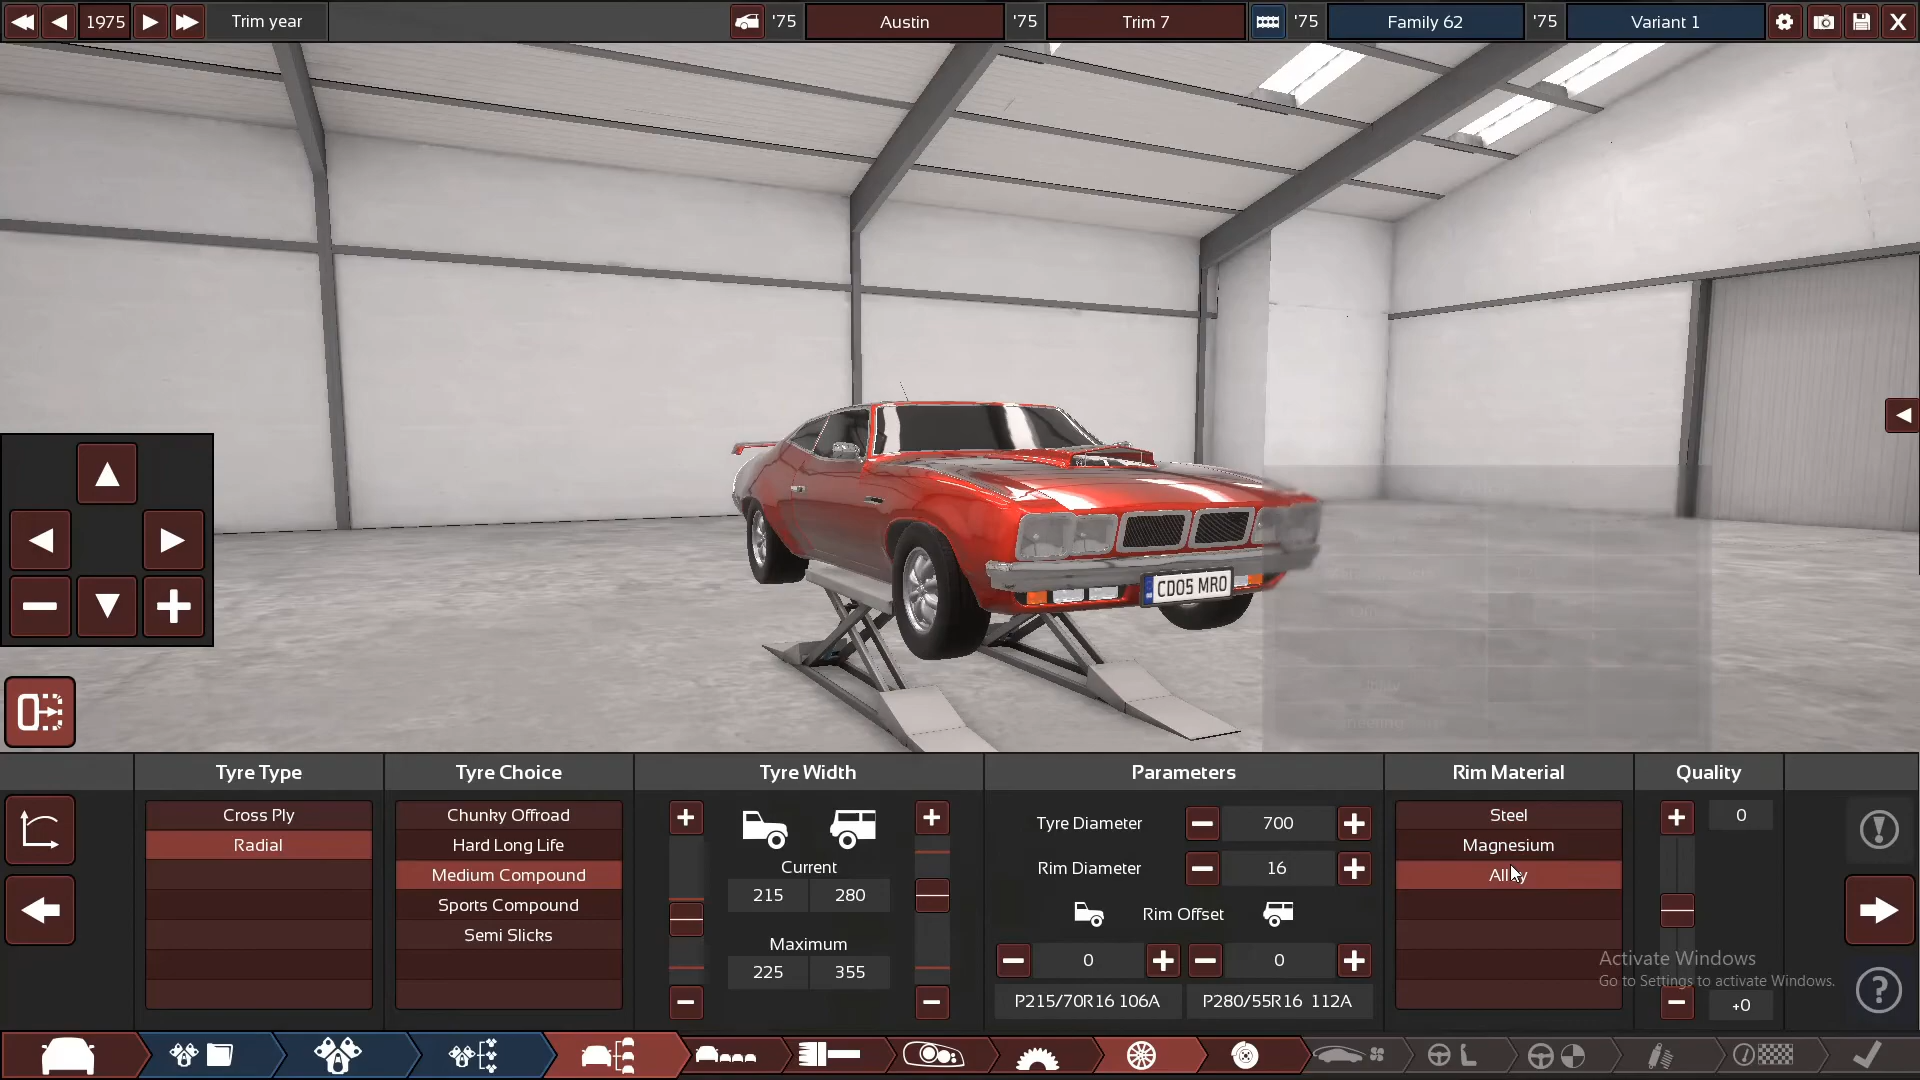 1975 Trim year '75 Austin '75 Trim 7 '75 Family 62 '75 Variant 1
CD05 MRO
Tyre Type Tyre Choice Tyre Width Parameters Rim Material Quality
Cross Ply
Radial
Chunky Offroad
Hard Long Life
Medium Compound
Sports Compound
Semi Slicks
Current
215 280
Maximum
225 355
Tyre Diameter 700
Rim Diameter 16
Rim Offset
0 0
P215/70R16 106A P280/55R16 112A
Steel
Magnesium
Alloy
0
+0
Activate Windows
Go to Settings to activate Windows.